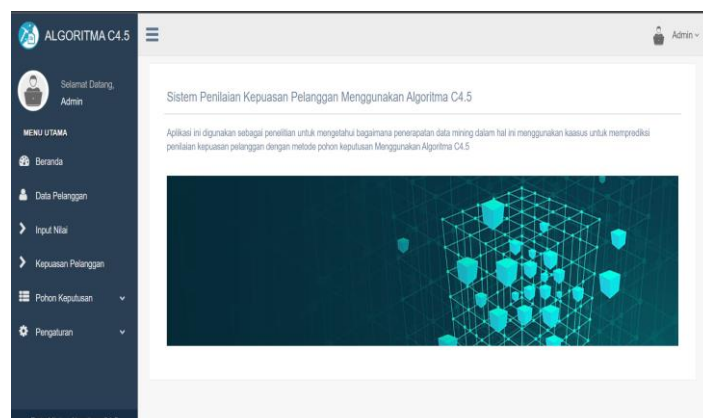 ALGORITMA C4.5
Admin
Selamat Datang,
Admin
MENU UTAMA
Beranda
Data Pelanggan
Input Nilai
Kepuasan Pelanggan
Pohon Keputusan
Pengaturan
Sistem Penilaian Kepuasan Pelanggan Menggunakan Algoritma C4.5
Aplikasi ini digunakan sebagai penelitian untuk mengetahui bagaimana penerapatan data mining dalam hal ini menggunakan kaasus untuk memprediksi
penilaian kepuasan pelanggan dengan metode pohon keputusan Menggunakan Algoritma C4.5